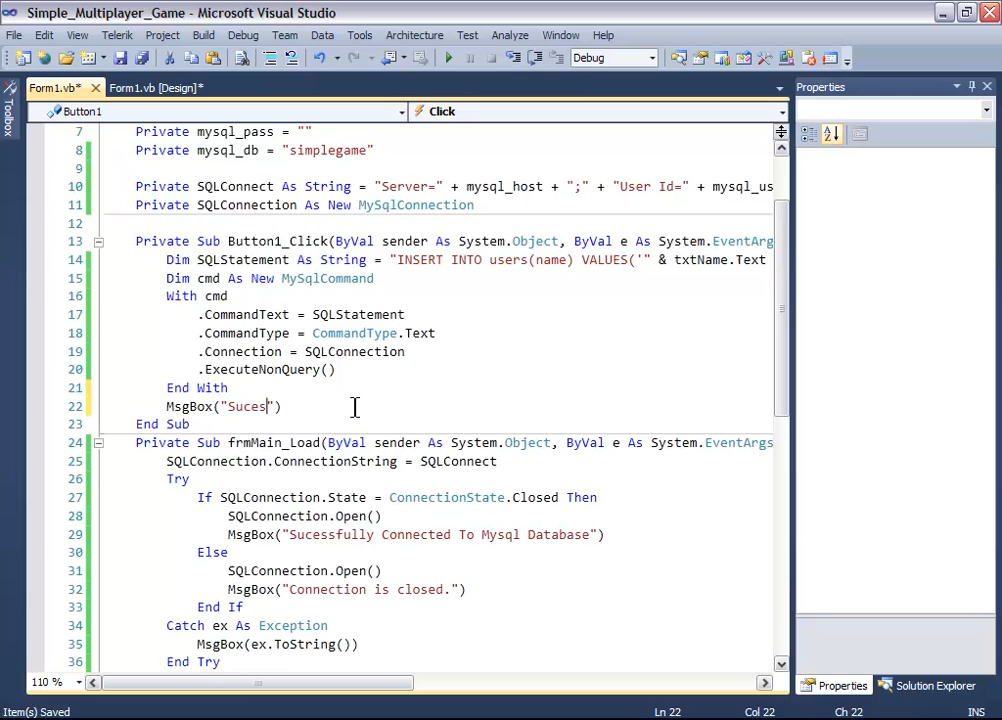 Simple_Multiplayer_Game - Microsoft Visual Studio
File Edit View Telerik Project Build Debug Team Data Tools Architecture Test Analyze Window Help
Debug
Form1.vb* Form1.vb [Design]*
Properties
Toolbox
Button1 Click
7 Private mysql_pass = ""
8 Private mysql_db = "simplegame"
9
10 Private SQLConnect As String = "Server=" + mysql_host + ";" + "User Id=" + mysql_us
11 Private SQLConnection As New MySqlConnection
12
13 Private Sub Button1_Click(ByVal sender As System.Object, ByVal e As System.EventArg
14 Dim SQLStatement As String = "INSERT INTO users(name) VALUES('" & txtName.Text
15 Dim cmd As New MySqlCommand
16 With cmd
17 .CommandText = SQLStatement
18 .CommandType = CommandType.Text
19 .Connection = SQLConnection
20 .ExecuteNonQuery()
21 End With
22 MsgBox("Suces")
23 End Sub
24 Private Sub frmMain_Load(ByVal sender As System.Object, ByVal e As System.EventArgs
25 SQLConnection.ConnectionString = SQLConnect
26 Try
27 If SQLConnection.State = ConnectionState.Closed Then
28 SQLConnection.Open()
29 MsgBox("Sucessfully Connected To Mysql Database")
30 Else
31 SQLConnection.Open()
32 MsgBox("Connection is closed.")
33 End If
34 Catch ex As Exception
35 MsgBox(ex.ToString())
36 End Try
110 %
Properties Solution Explorer
Item(s) Saved Ln 22 Col 22 Ch 22 INS